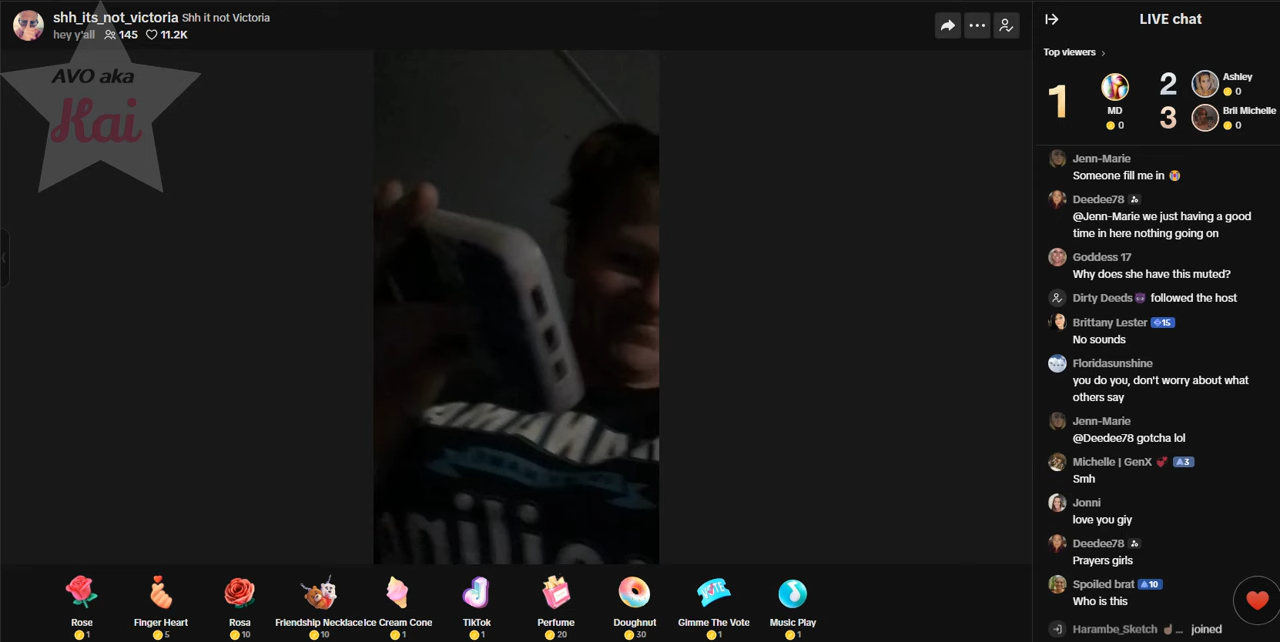 shh_its_not_victoria Shh it not Victoria
hey y'all 145 11.2K
AVO aka
Kai
LIVE chat
Top viewers
1
MD
0
2
Ashley
0
3
Bril Michelle
0
Jenn-Marie
Someone fill me in
Deedee78
@Jenn-Marie we just having a good
time in here nothing going on
Goddess 17
Why does she have this muted?
Dirty Deeds followed the host
Brittany Lester 15
No sounds
Floridasunshine
you do you, don't worry about what
others say
Jenn-Marie
@Deedee78 gotcha lol
Michelle | GenX 3
Smh
Jonni
love you giy
Deedee78
Prayers girls
Spoiled brat 10
Who is this
Harambe_Sketch ... joined
Rose
1
Finger Heart
5
Rosa
10
Friendship Necklace
10
Ice Cream Cone
1
TikTok
1
Perfume
20
Doughnut
30
VOTE
Gimme The Vote
1
Music Play
1